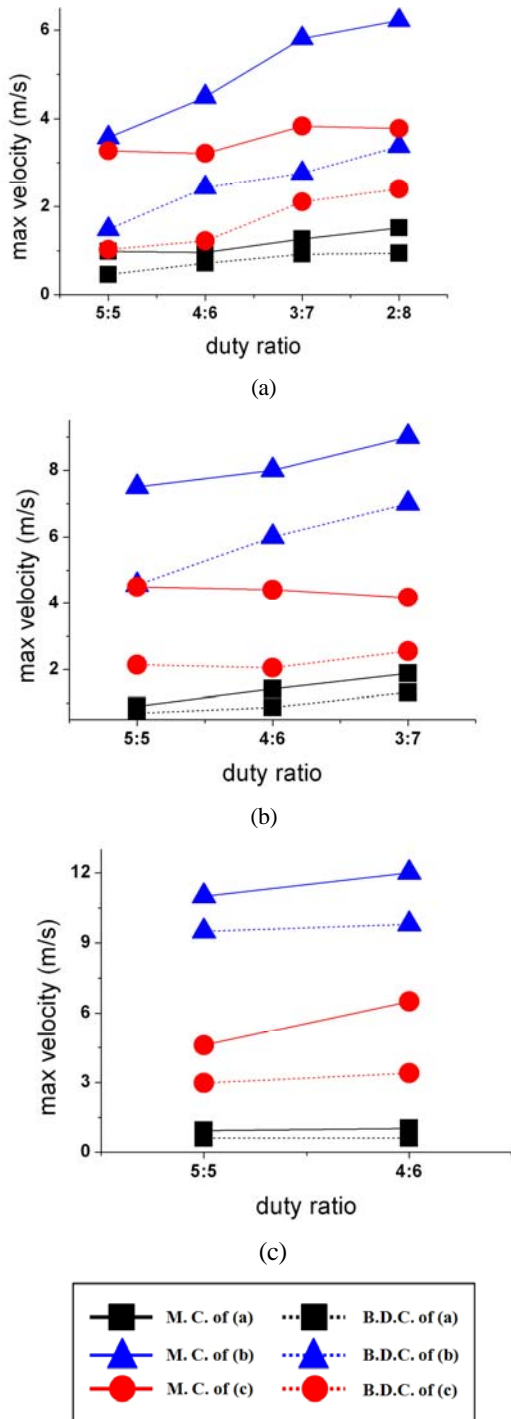 6
4
2
0
max velocity (m/s)
5:5 4:6 3:7 2:8
duty ratio
(a)
8
6
4
2
max velocity (m/s)
5:5 4:6 3:7
duty ratio
(b)
12
9
6
3
0
max velocity (m/s)
5:5 4:6
duty ratio
(c)
M. C. of (a) B.D.C. of (a)
M. C. of (b) B.D.C. of (b)
M. C. of (c) B.D.C. of (c)